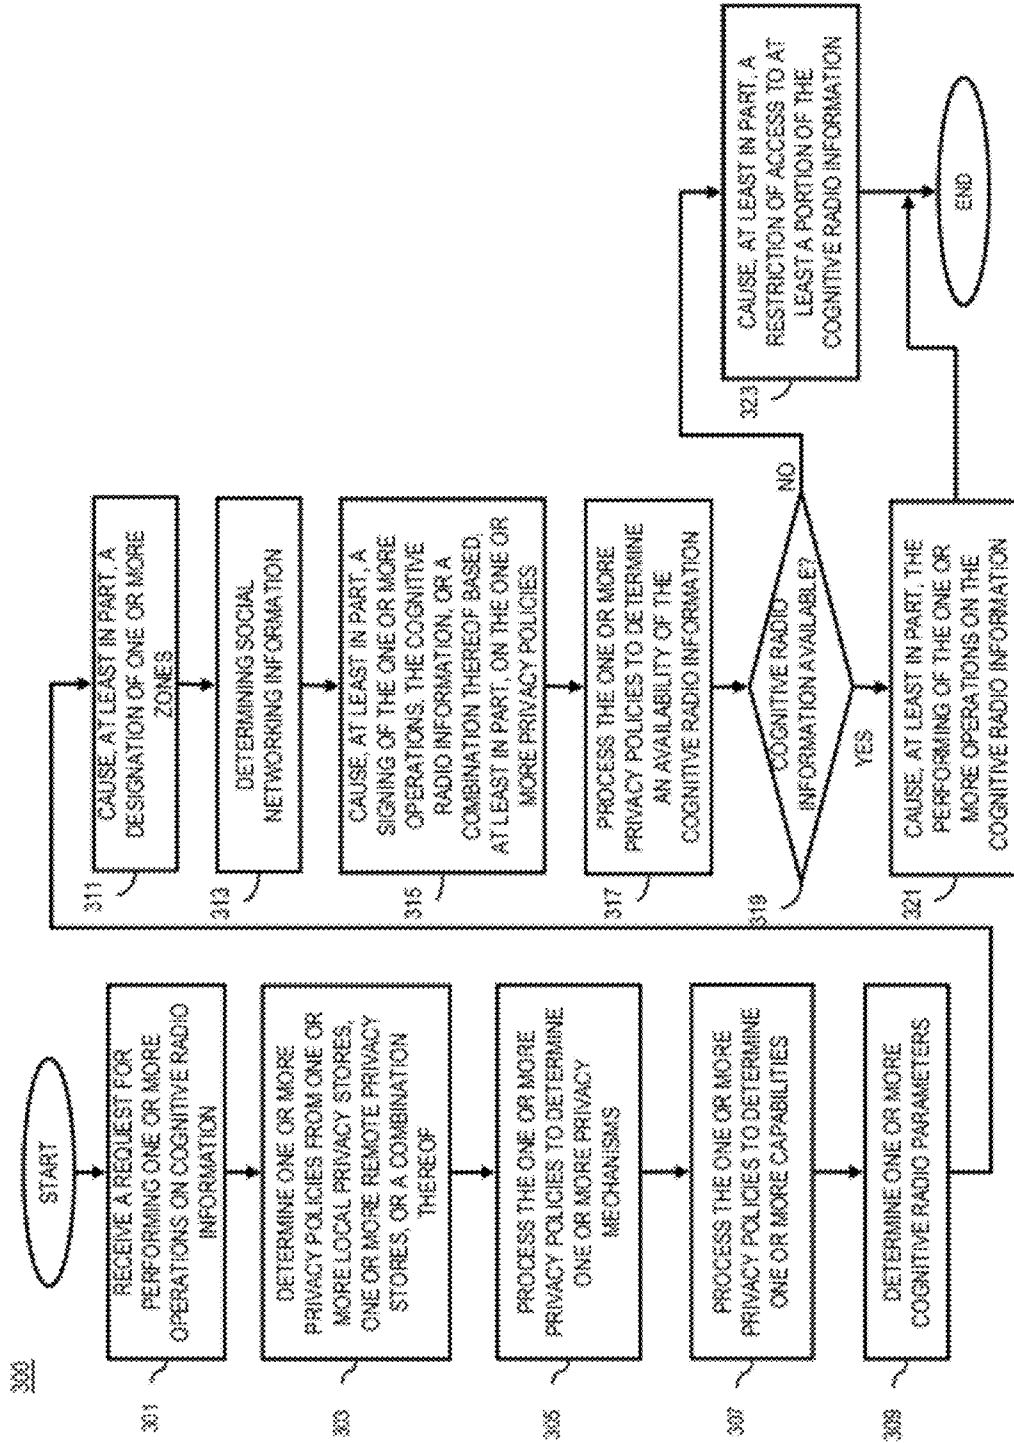 300
START
301
RECEIVE A REQUEST FOR
PERFORMING ONE OR MORE
OPERATIONS ON COGNITIVE RADIO
INFORMATION
303
DETERMINE ONE OR MORE
PRIVACY POLICIES FROM ONE OR
MORE LOCAL PRIVACY STORES,
ONE OR MORE REMOTE PRIVACY
STORES, OR A COMBINATION
THEREOF
305
PROCESS THE ONE OR MORE
PRIVACY POLICIES TO DETERMINE
ONE OR MORE PRIVACY
MECHANISMS
307
PROCESS THE ONE OR MORE
PRIVACY POLICIES TO DETERMINE
ONE OR MORE CAPABILITIES
309
DETERMINE ONE OR MORE
COGNITIVE RADIO PARAMETERS
311
CAUSE, AT LEAST IN PART, A
DESIGNATION OF ONE OR MORE
ZONES
313
DETERMINING SOCIAL
NETWORKING INFORMATION
315
CAUSE, AT LEAST IN PART, A
SIGNING OF THE ONE OR MORE
OPERATIONS, THE COGNITIVE
RADIO INFORMATION, OR A
COMBINATION THEREOF BASED,
AT LEAST IN PART, ON THE ONE OR
MORE PRIVACY POLICIES
317
PROCESS THE ONE OR MORE
PRIVACY POLICIES TO DETERMINE
AN AVAILABILITY OF THE
COGNITIVE RADIO INFORMATION
319
COGNITIVE RADIO
INFORMATION AVAILABLE?
NO
YES
321
CAUSE, AT LEAST IN PART, THE
PERFORMING OF THE ONE OR
MORE OPERATIONS ON THE
COGNITIVE RADIO INFORMATION
323
CAUSE, AT LEAST IN PART, A
RESTRICTION OF ACCESS TO AT
LEAST A PORTION OF THE
COGNITIVE RADIO INFORMATION
END